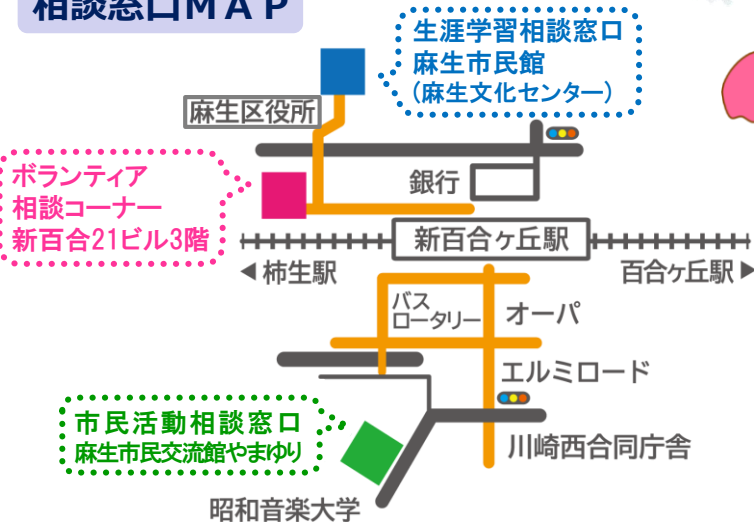 相談窓口MAP
生涯学習相談窓口
麻生市民館
(麻生文化センター)
麻生区役所
ボランティア
相談コーナー
新百合21ビル3階
銀行
新百合ヶ丘駅
◀柿生駅
百合ヶ丘駅▶
バス
ロータリー
オーパ
エルミロード
市民活動相談窓口
麻生市民交流館やまゆり
川崎西合同庁舎
昭和音楽大学